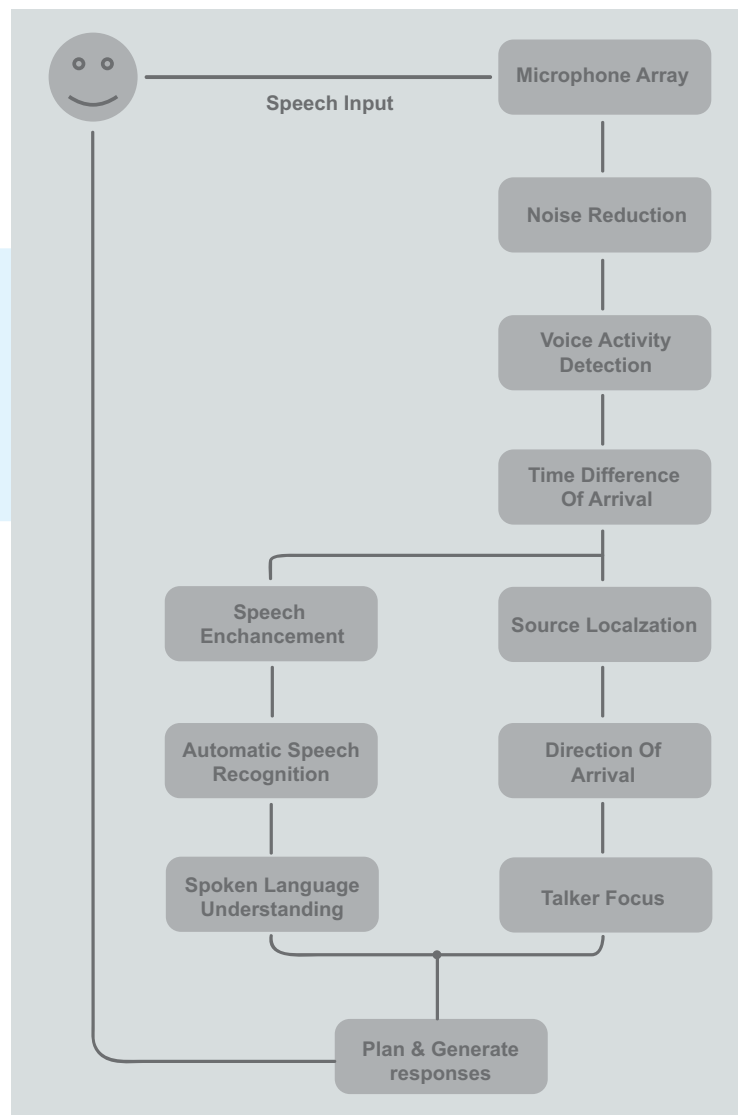 Microphone Array
Speech Input
Noise Reduction
Voice Activity
Detection
Time Difference
Of Arrival
Speech
Enchancement
Source Localzation
Automatic Speech
Recognition
Direction Of
Arrival
Spoken Language
Understanding
Talker Focus
Plan & Generate
responses